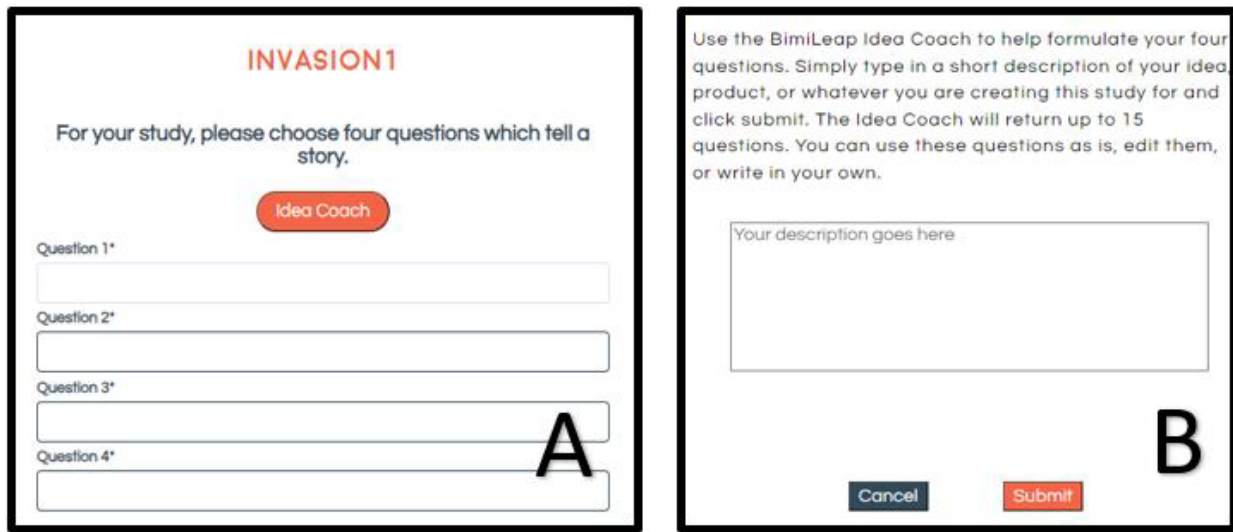 INVASION1
For your study, please choose four questions which tell a
story.
Idea Coach
Question 1*
Question 2*
Question 3*
Question 4*
A
Use the BimiLeap Idea Coach to help formulate your four
questions. Simply type in a short description of your idea,
product, or whatever you are creating this study for and
click submit. The Idea Coach will return up to 15
questions. You can use these questions as is, edit them,
or write in your own.
Your description goes here
B
Cancel
Submit